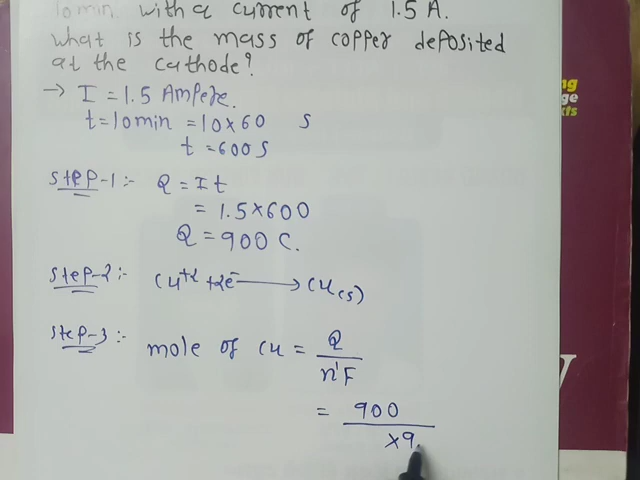 10min with a current of 1.5 A.
What is the mass of copper deposited
at the cathode?
→ I = 1.5 Ampere.
t = 10 min = 10×60 S
t = 600 S
Step-1:- Q = It
= 1.5×600
Q = 900 C.
Step-2:- Cu+2 +2e- → Cu(s)
Step-3:- mole of Cu = Q / n'F
= 900 / ×9
ge